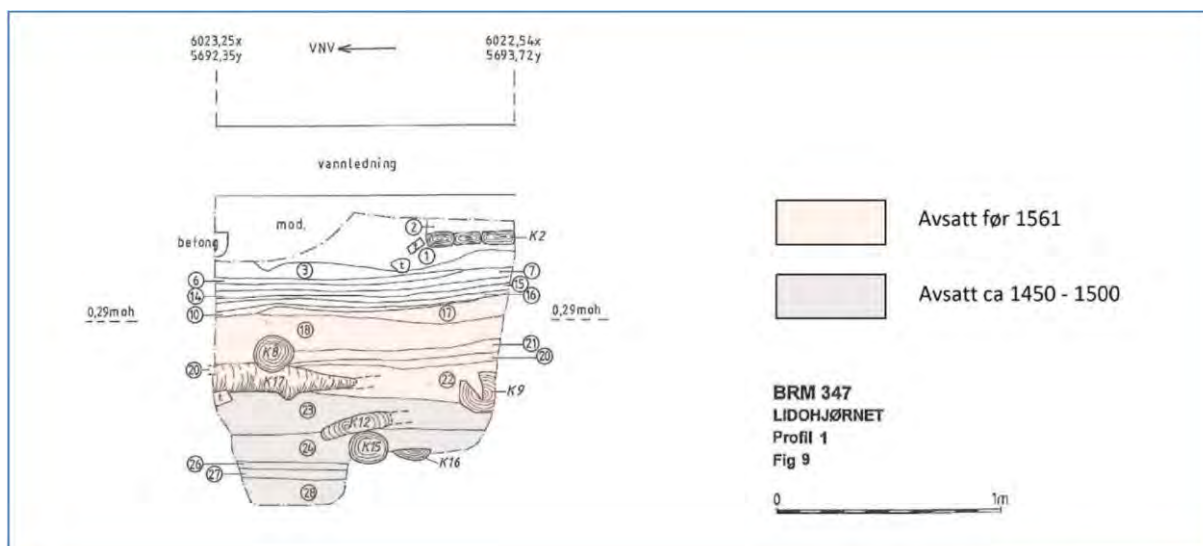 6023,25x
5692,35y
VNV
6022,54x
5693,72y
vannledning
mod.
betong
2
K2
1
t
3
7
6
15
14
16
10
17
0,29moh
0,29moh
18
21
K8
20
20
K17
22
K9
t
23
K12
24
K15
K16
26
27
28
Avsatt før 1561
Avsatt ca 1450 - 1500
BRM 347
LIDOHJØRNET
Profil 1
Fig 9
0
1m